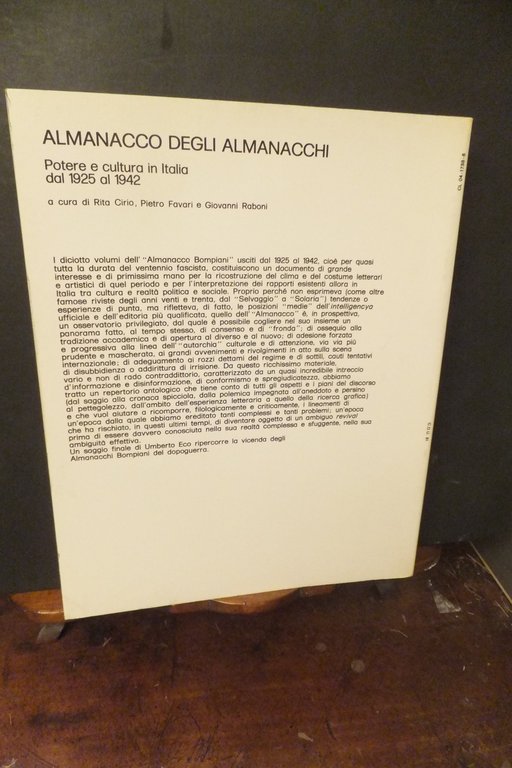 ALMANACCO DEGLI ALMANACCHI
Potere e cultura in Italia
dal 1925 al 1942
a cura di Rita Cirio, Pietro Favari e Giovanni Raboni
I diciotto volumi dell'"Almanacco Bompiani" usciti dal 1925 al 1942, cioè per quasi
tutta la durata del ventennio fascista, costituiscono un documento di grande
interesse e di primissima mano per la ricostruzione del clima e del costume letterari
e artistici di quel periodo e per l'interpretazione dei rapporti esistenti allora in
Italia tra cultura e realtà politica e sociale. Proprio perché non esprimeva (come altre
famose riviste degli anni venti e trenta, dal "Selvaggio" a "Solaria") tendenze o
esperienze di punta, ma rifletteva, di fatto, le posizioni "medie" dell'intelligencya
ufficiale e dell'editoria più qualificata, quello dell'"Almanacco" è, in prospettiva,
un osservatorio privilegiato, dal quale è possibile cogliere nel suo insieme un
panorama fatto, al tempo stesso, di consenso e di "fronda"; di ossequio alla
tradizione accademica e di apertura al diverso e al nuovo; di adesione forzata
e progressiva alla linea dell'"autarchia" culturale e di attenzione, via via più
prudente e mascherata, ai grandi avvenimenti e rivolgimenti in atto sulla scena
internazionale; di adeguamento ai razzi dettami del regime e di sottili, cauti tentativi
di disubbidienza o addirittura di irrisione. Da questo ricchissimo materiale,
vario e non di rado contraddittorio, caratterizzato da un quasi incredibile intreccio
d'informazione e disinformazione, di conformismo e spregiudicatezza, abbiamo
tratto un repertorio antologico che tiene conto di tutti gli aspetti e i piani del discorso
(dal saggio alla cronaca spicciola, dalla polemica impegnata all'aneddoto e persino
al pettegolezzo, dall'ambito dell'esperienza letteraria a quello della ricerca grafica)
e che vuol aiutare a ricomporre, filologicamente e criticamente, i lineamenti di
un'epoca dalla quale abbiamo ereditato tanti complessi e tanti problemi; un'epoca
che ha rischiato, in questi ultimi tempi, di diventare oggetto di un ambiguo revival
prima di essere davvero conosciuta nella sua realtà complessa e sfuggente, nella sua
ambiguità effettiva.
Un saggio finale di Umberto Eco ripercorre la vicenda degli
Almanacchi Bompiani del dopoguerra.
CL 04-1738-8